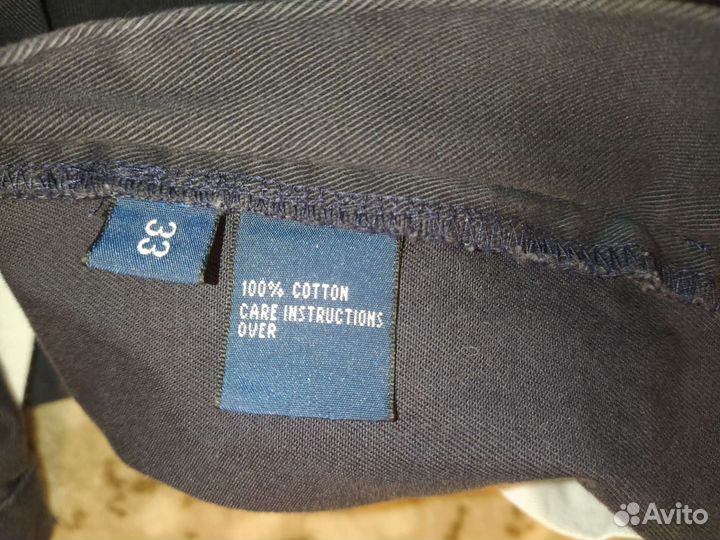 33
100% COTTON
CARE INSTRUCTIONS
OVER
Avito